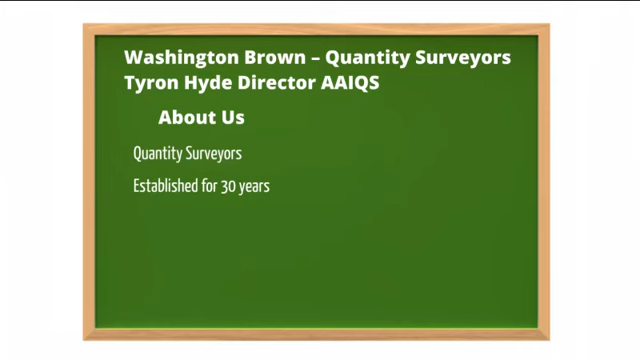 Washington Brown – Quantity Surveyors
Tyron Hyde Director AAIQS
About Us
Quantity Surveyors
Established for 30 years